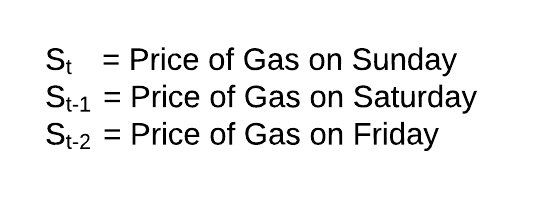 Sₜ = Price of Gas on Sunday
Sₜ₋₁ = Price of Gas on Saturday
Sₜ₋₂ = Price of Gas on Friday